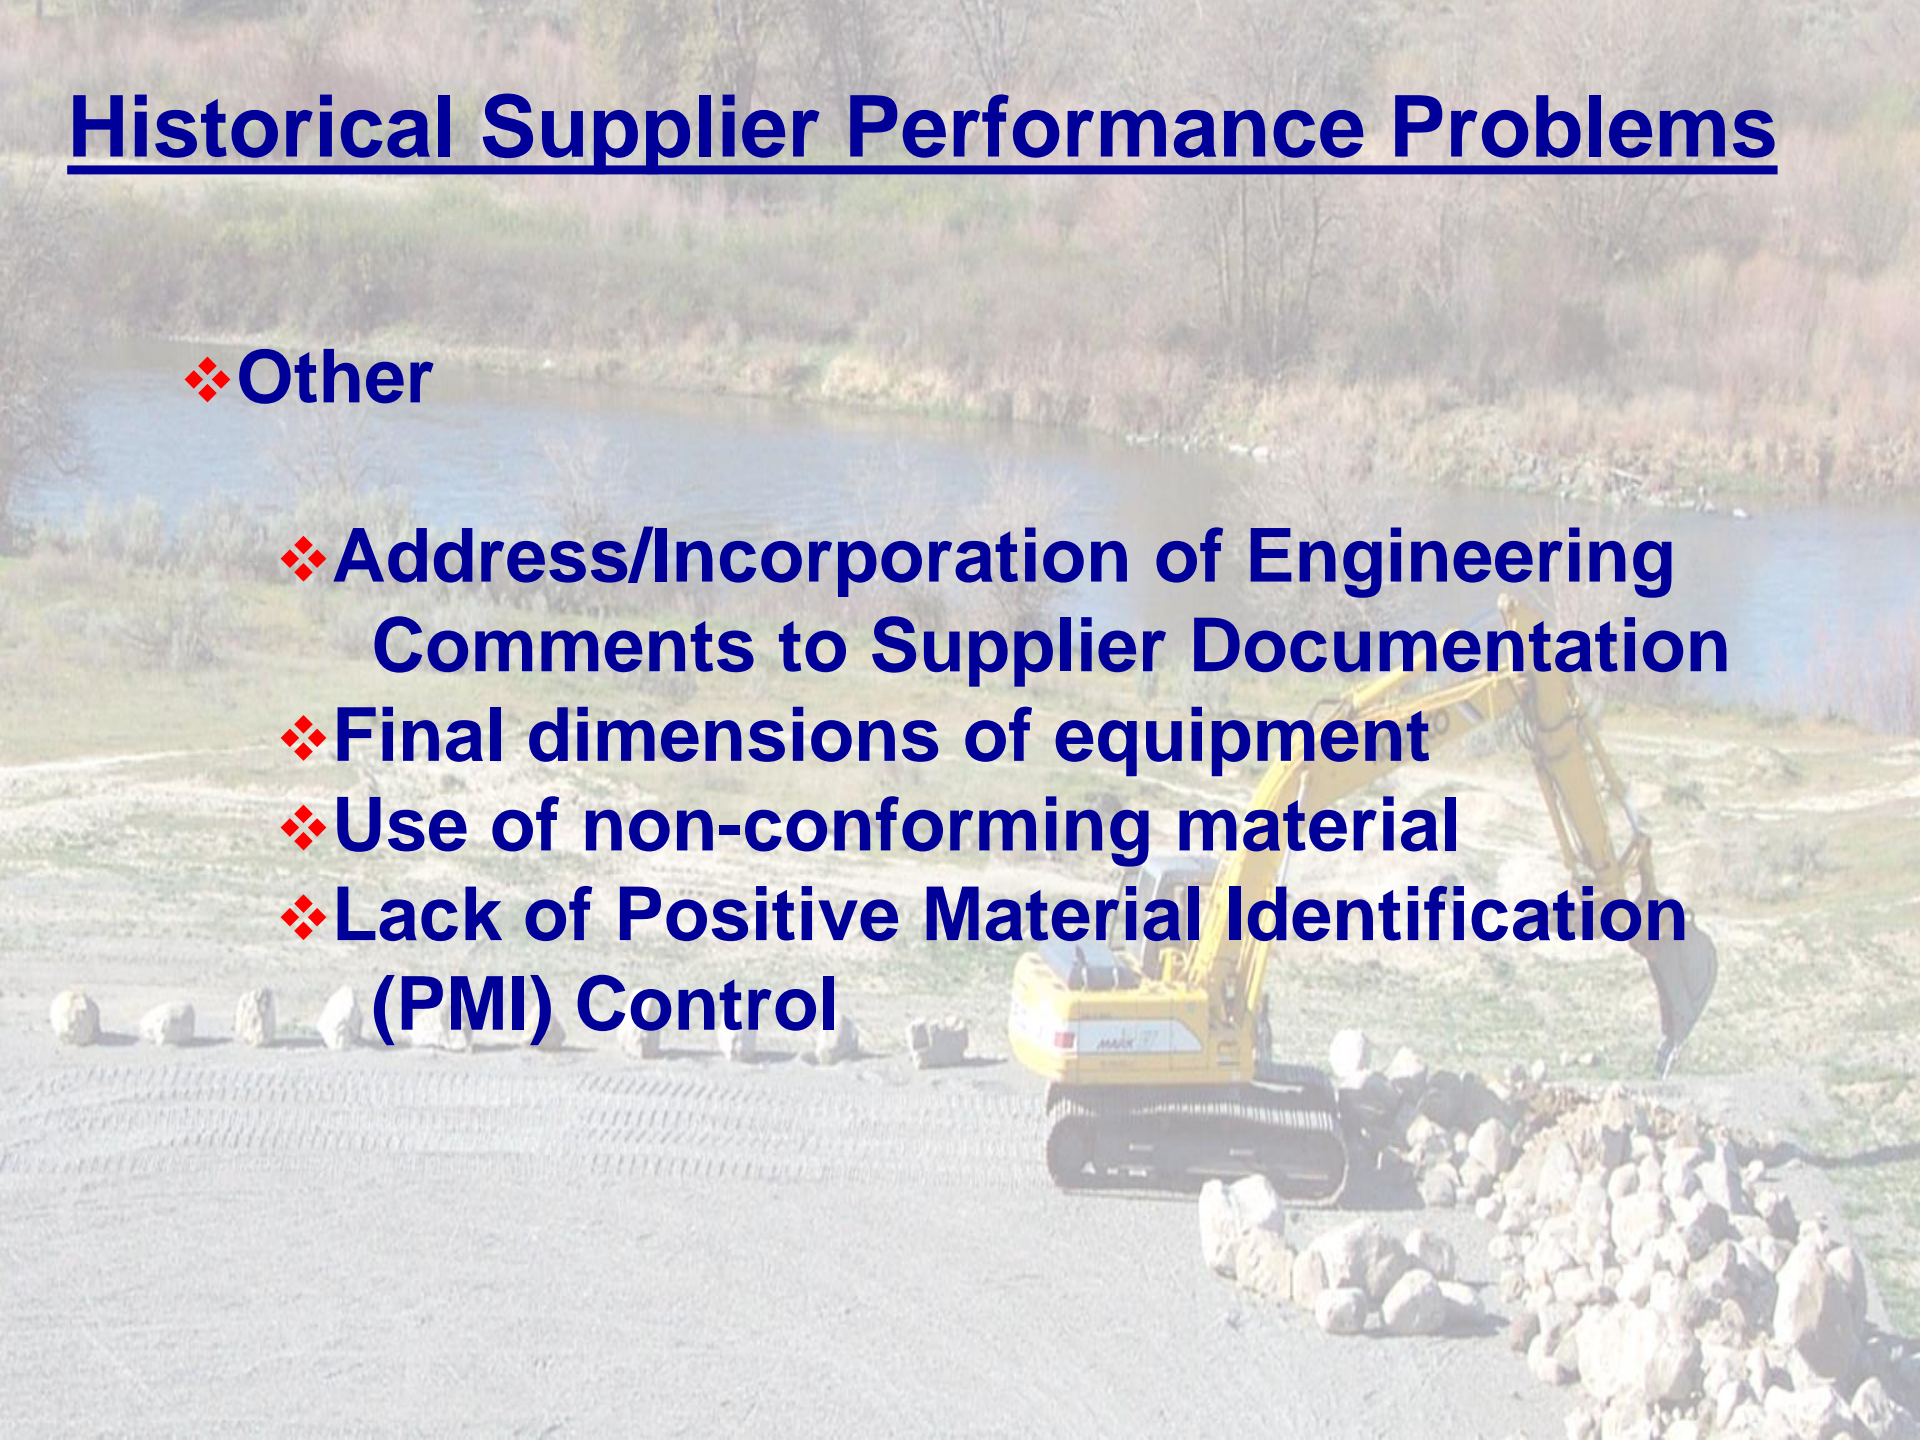 Historical Supplier Performance Problems
❖Other
❖Address/Incorporation of Engineering
Comments to Supplier Documentation
❖Final dimensions of equipment
❖Use of non-conforming material
❖Lack of Positive Material Identification
(PMI) Control